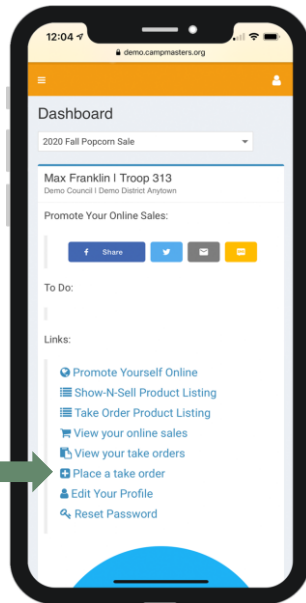 12:04
demo.campmasters.org
Dashboard
2020 Fall Popcorn Sale
Max Franklin I Troop 313
Demo Council I Demo District Anytown
Promote Your Online Sales:
f Share
To Do:
Links:
Promote Yourself Online
Show-N-Sell Product Listing
Take Order Product Listing
View your online sales
View your take orders
Place a take order
Edit Your Profile
Reset Password